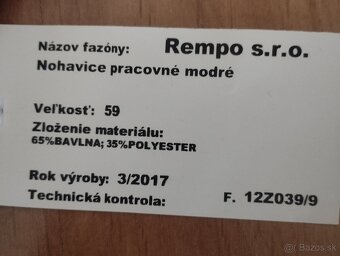 Názov fazóny: Rempo s.r.o.
Nohavice pracovné modré
Veľkosť: 59
Zloženie materiálu:
65%BAVLNA; 35%POLYESTER
Rok výroby: 3/2017
Technická kontrola: F. 12Z039/9
Bazos.sk